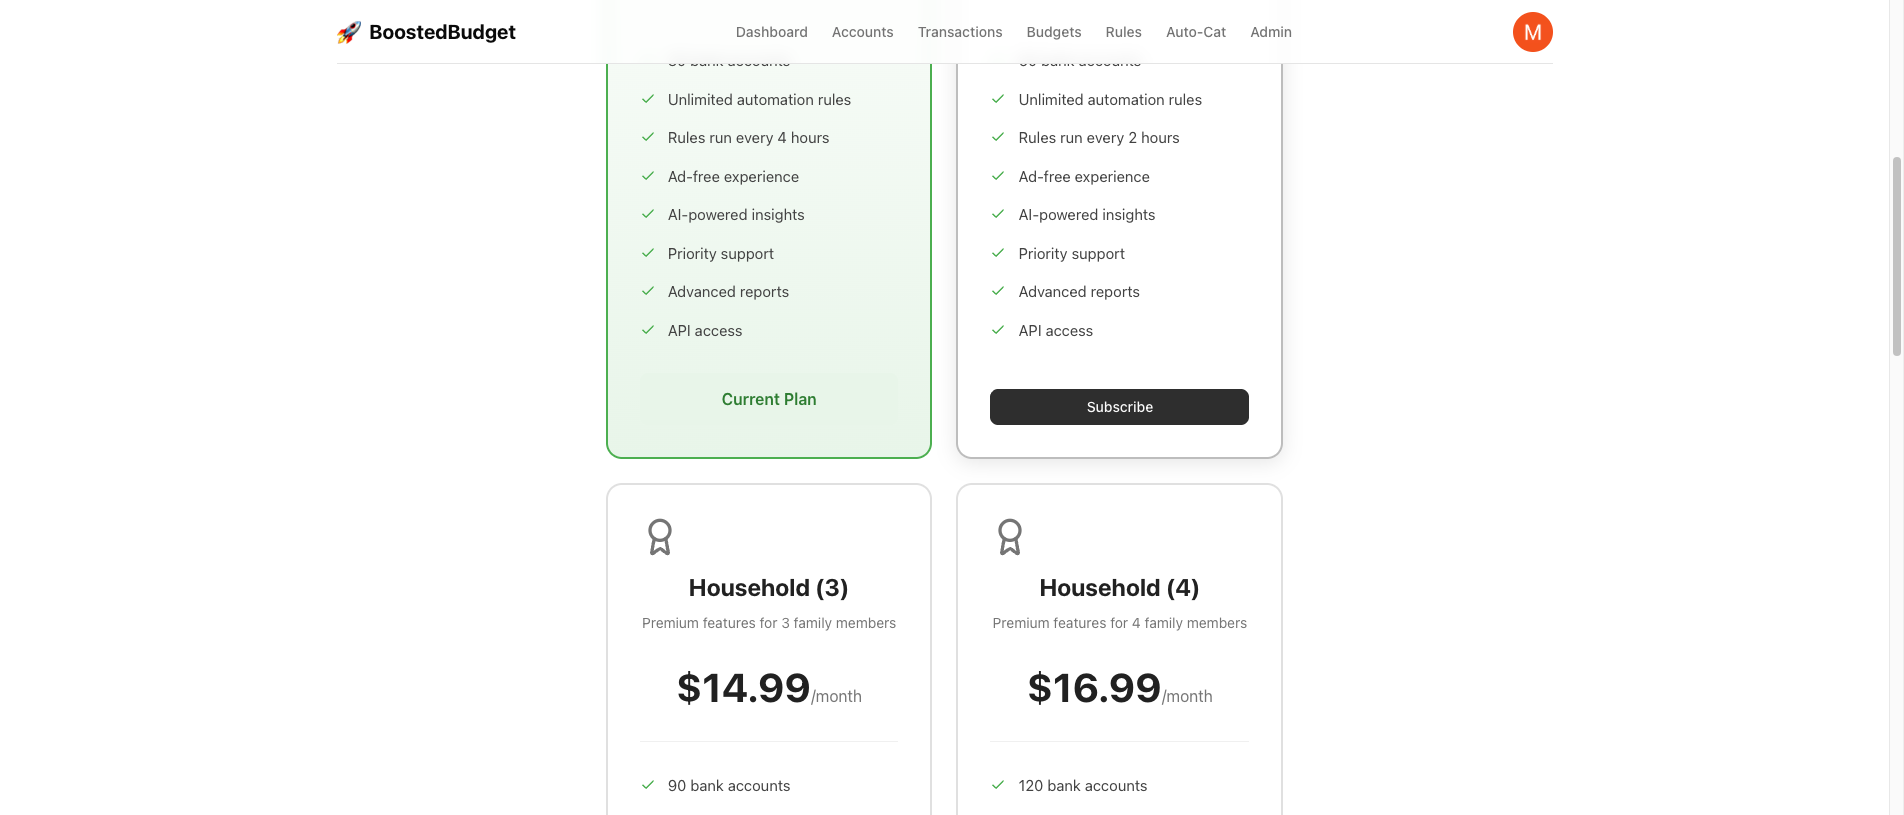 BoostedBudget
Dashboard Accounts Transactions Budgets Rules Auto-Cat Admin
M
bank accounts
Unlimited automation rules
Rules run every 4 hours
Ad-free experience
AI-powered insights
Priority support
Advanced reports
API access
Current Plan
bank accounts
Unlimited automation rules
Rules run every 2 hours
Ad-free experience
AI-powered insights
Priority support
Advanced reports
API access
Subscribe
Household (3)
Premium features for 3 family members
$14.99/month
90 bank accounts
Household (4)
Premium features for 4 family members
$16.99/month
120 bank accounts